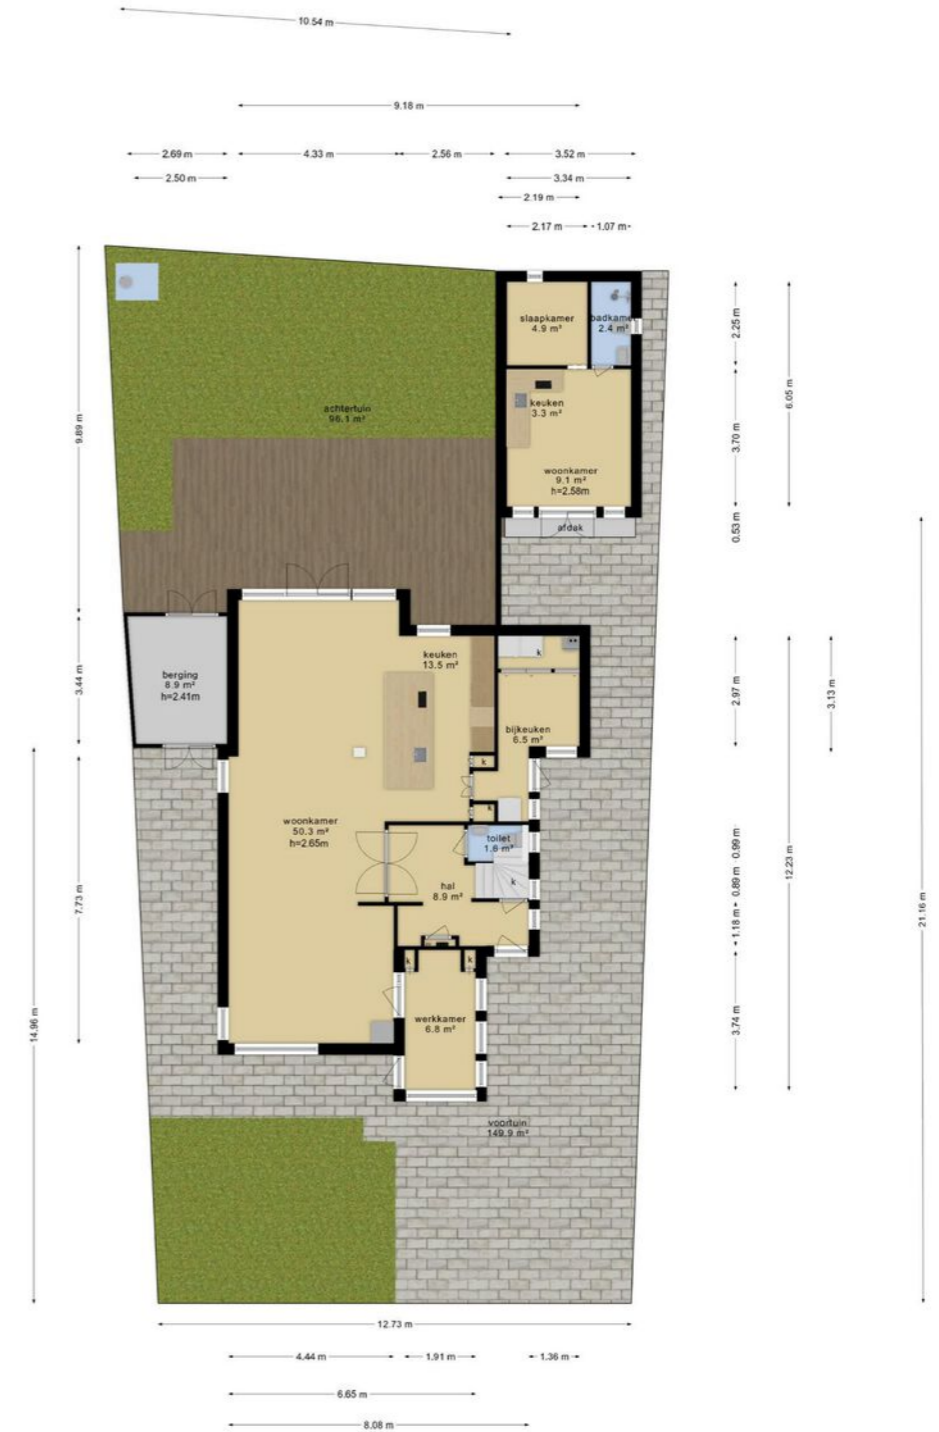 10.54 m
9.18 m
2.69 m
4.33 m
2.56 m
3.52 m
2.50 m
3.34 m
2.19 m
2.17 m
1.07 m
slaapkamer
4.9 m²
badkamer
2.4 m²
2.25 m
6.05 m
keuken
3.3 m²
achtertuin
96.1 m²
9.89 m
3.70 m
woonkamer
9.1 m²
h=2.58m
afdak
0.53 m
keuken
13.5 m²
k
berging
8.9 m²
h=2.41m
3.44 m
2.97 m
3.13 m
bijkeuken
6.5 m²
k
k
woonkamer
50.3 m²
h=2.65m
toilet
1.6 m²
hal
8.9 m²
k
7.73 m
0.99 m
0.89 m
1.18 m
12.23 m
21.16 m
k
k
werkkamer
6.8 m²
14.96 m
3.74 m
voortuin
149.9 m²
12.73 m
4.44 m
1.91 m
1.36 m
6.65 m
8.08 m